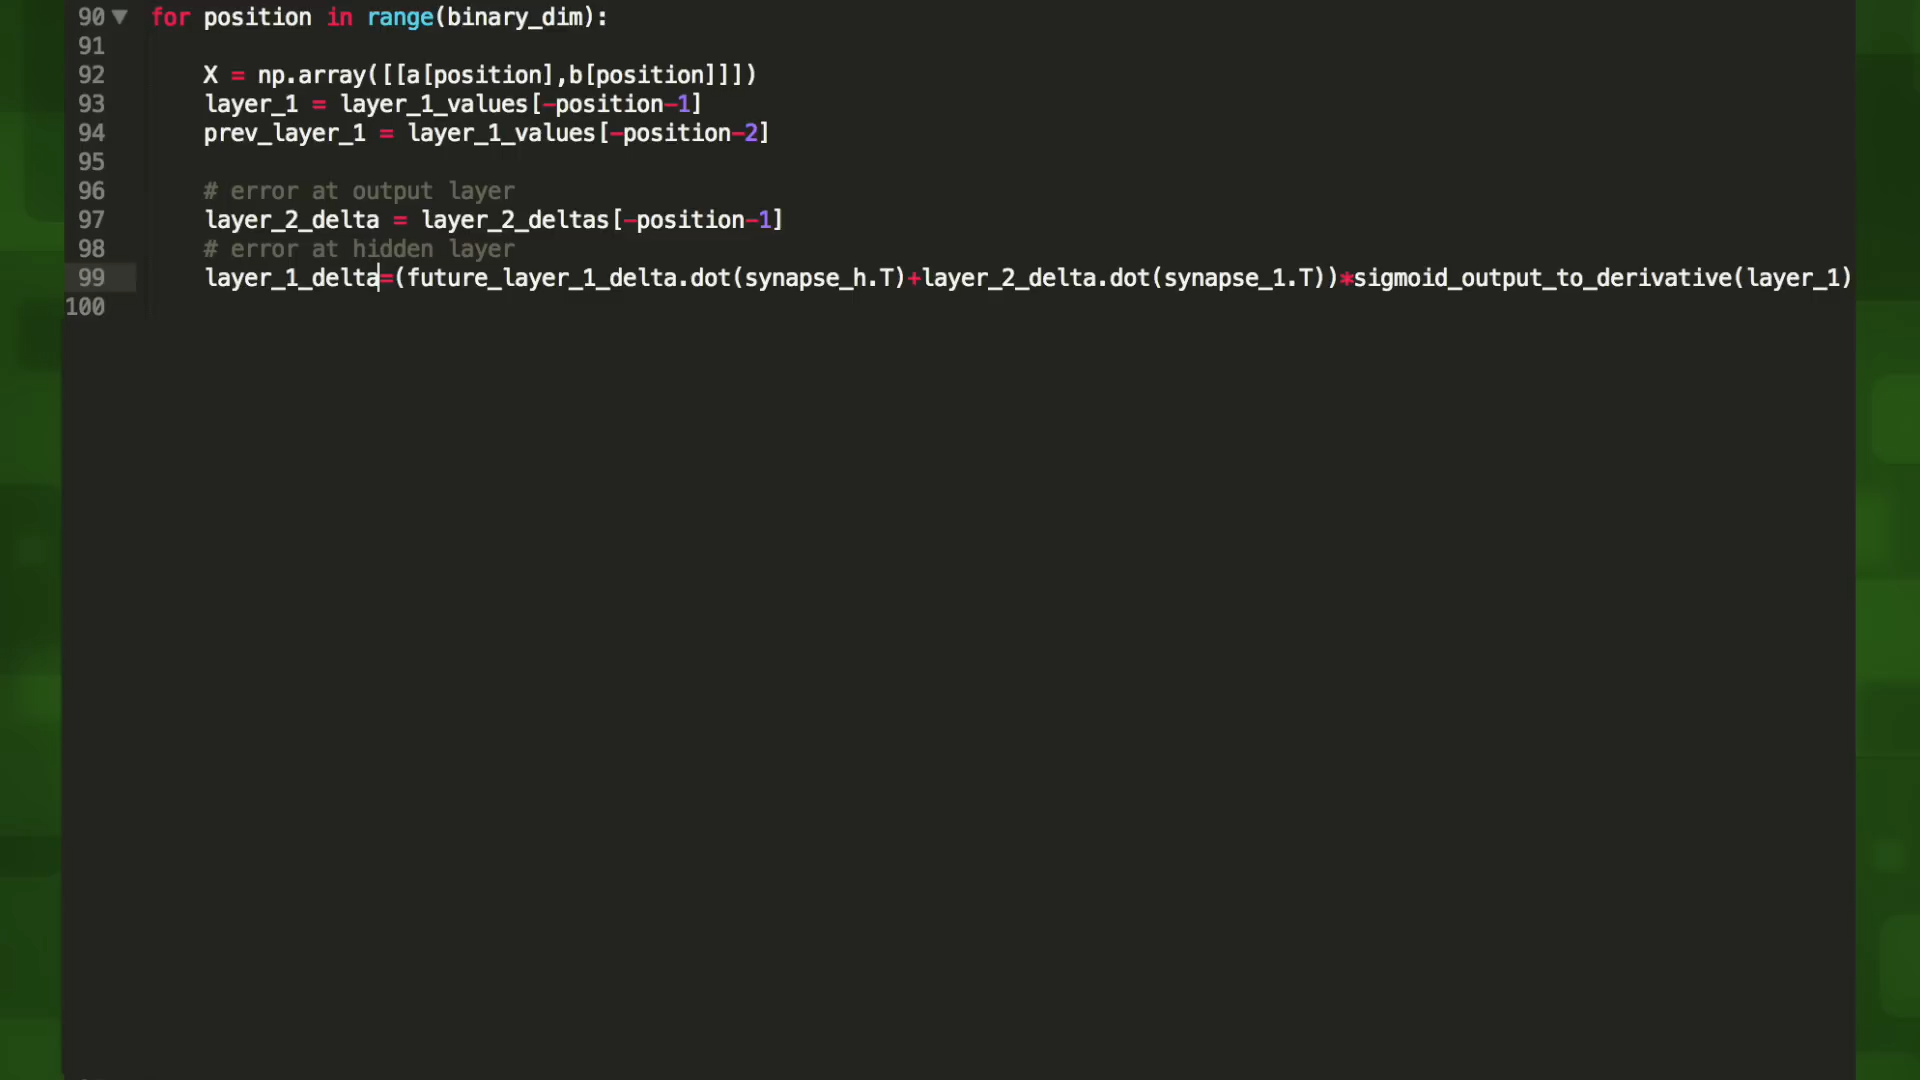 90 for position in range(binary_dim):
91
92 X = np.array([[a[position],b[position]]])
93 layer_1 = layer_1_values[-position-1]
94 prev_layer_1 = layer_1_values[-position-2]
95
96 # error at output layer
97 layer_2_delta = layer_2_deltas[-position-1]
98 # error at hidden layer
99 layer_1_delta=(future_layer_1_delta.dot(synapse_h.T)+layer_2_delta.dot(synapse_1.T))*sigmoid_output_to_derivative(layer_1)
100